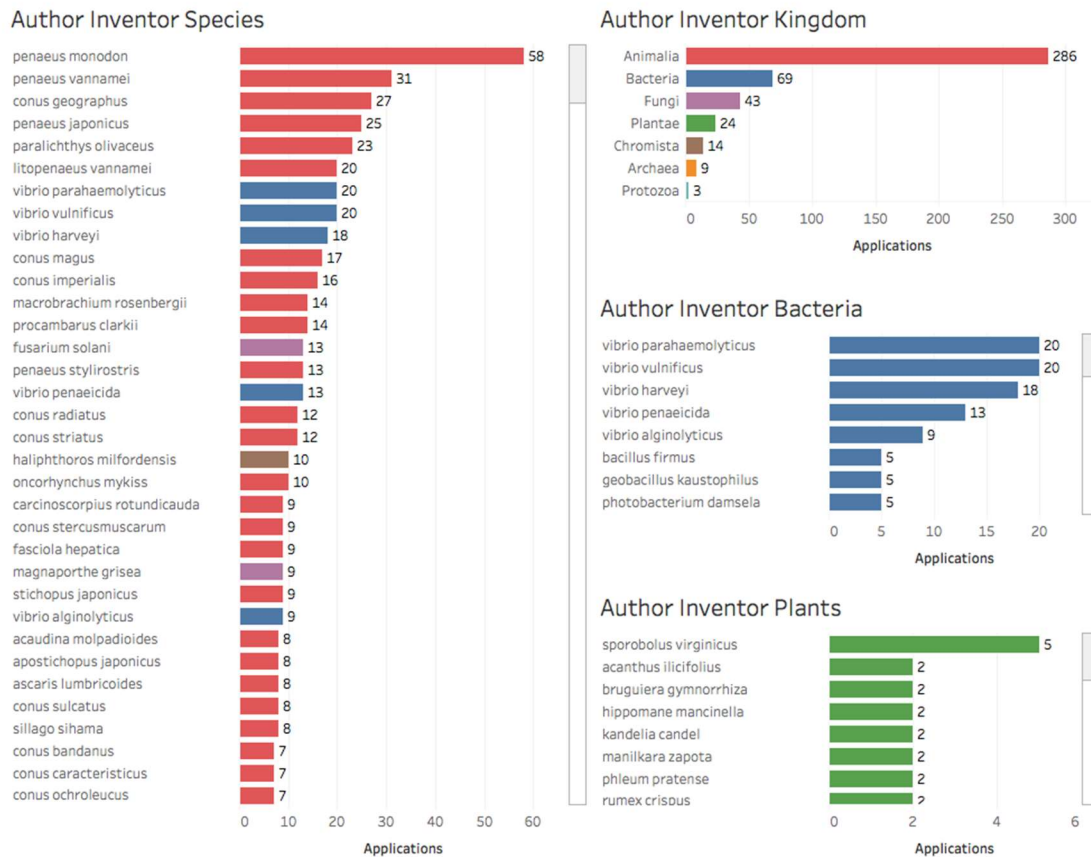 Author Inventor Species
penaeus monodon 58
penaeus vannamei 31
conus geographus 27
penaeus japonicus 25
paralichthys olivaceus 23
litopenaeus vannamei 20
vibrio parahaemolyticus 20
vibrio vulnificus 20
vibrio harveyi 18
conus magus 17
conus imperialis 16
macrobrachium rosenbergii 14
procambarus clarkii 14
fusarium solani 13
penaeus stylirostris 13
vibrio penaeicida 13
conus radiatus 12
conus striatus 12
haliphthoros milfordensis 10
oncorhynchus mykiss 10
carcinoscorpius rotundicauda 9
conus stercusmuscarum 9
fasciola hepatica 9
magnaporthe grisea 9
stichopus japonicus 9
vibrio alginolyticus 9
acaudina molpadioides 8
apostichopus japonicus 8
ascaris lumbricoides 8
conus sulcatus 8
sillago sihama 8
conus bandanus 7
conus caracteristicus 7
conus ochroleucus 7
0 10 20 30 40 50 60
Applications
Author Inventor Kingdom
Animalia 286
Bacteria 69
Fungi 43
Plantae 24
Chromista 14
Archaea 9
Protozoa 3
0 50 100 150 200 250 300
Applications
Author Inventor Bacteria
vibrio parahaemolyticus 20
vibrio vulnificus 20
vibrio harveyi 18
vibrio penaeicida 13
vibrio alginolyticus 9
bacillus firmus 5
geobacillus kaustophilus 5
photobacterium damsela 5
0 5 10 15 20
Applications
Author Inventor Plants
sporobolus virginicus 5
acanthus ilicifolius 2
bruguiera gymnorrhiza 2
hippomane mancinella 2
kandelia candel 2
manilkara zapota 2
phleum pratense 2
rumex crispus 2
0 2 4 6
Applications